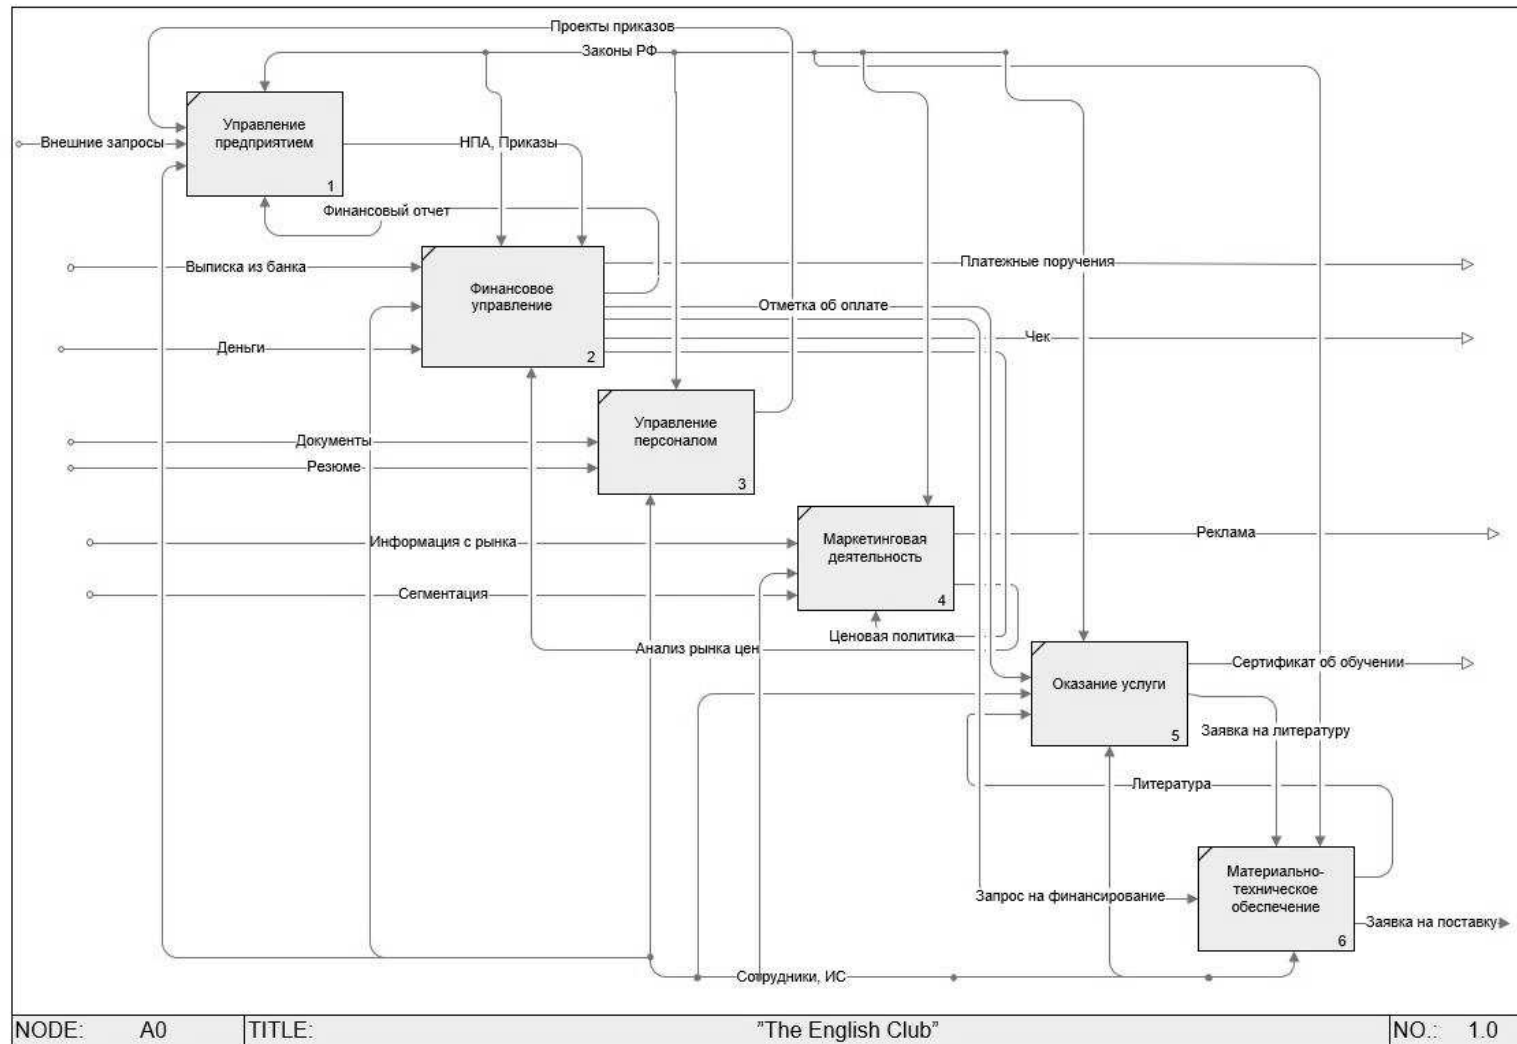 Проекты приказов
Законы РФ
Управление
предприятием
1
Внешние запросы
НПА, Приказы
Финансовый отчет
Выписка из банка
Финансовое
управление
2
Платежные поручения
Отметка об оплате
Чек
Деньги
Управление
персоналом
3
Документы
Резюме
Маркетинговая
деятельность
4
Реклама
Информация с рынка
Сегментация
Ценовая политика
Анализ рынка цен
Оказание услуги
5
Сертификат об обучении
Заявка на литературу
Литература
Материально-
техническое
обеспечение
6
Запрос на финансирование
Заявка на поставку
Сотрудники, ИС
NODE: A0 TITLE: "The English Club" NO.: 1.0